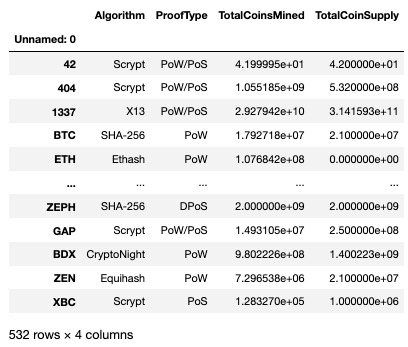 Algorithm ProofType TotalCoinsMined TotalCoinSupply
Unnamed: 0
42 Scrypt PoW/PoS 4.199995e+01 4.200000e+01
404 Scrypt PoW/PoS 1.055185e+09 5.320000e+08
1337 X13 PoW/PoS 2.927942e+10 3.141593e+11
BTC SHA-256 PoW 1.792718e+07 2.100000e+07
ETH Ethash PoW 1.076842e+08 0.000000e+00
... ... ... ... ...
ZEPH SHA-256 DPoS 2.000000e+09 2.000000e+09
GAP Scrypt PoW/PoS 1.493105e+07 2.500000e+08
BDX CryptoNight PoW 9.802226e+08 1.400223e+09
ZEN Equihash PoW 7.296538e+06 2.100000e+07
XBC Scrypt PoS 1.283270e+05 1.000000e+06
532 rows × 4 columns